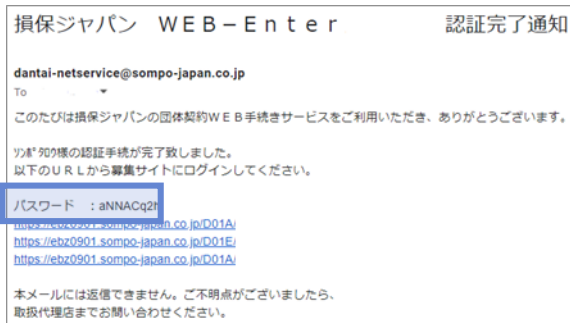 損保ジャパン WEB-Enter 認証完了通知
dantai-netservice@sompo-japan.co.jp
To
このたびは損保ジャパンの団体契約WEB手続きサービスをご利用いただき、ありがとうございます。
ｿﾝﾎﾟﾀﾛｳ様の認証手続が完了致しました。
以下のURLから募集サイトにログインしてください。
パスワード :aNNACq2
https://ebz0901.sompo-japan.co.jp/D01A/
https://ebz0901.sompo-japan.co.jp/D01E/
https://ebz0901.sompo-japan.co.jp/D01A/
本メールには返信できません。ご不明点がございましたら、
取扱代理店までお問い合わせください。